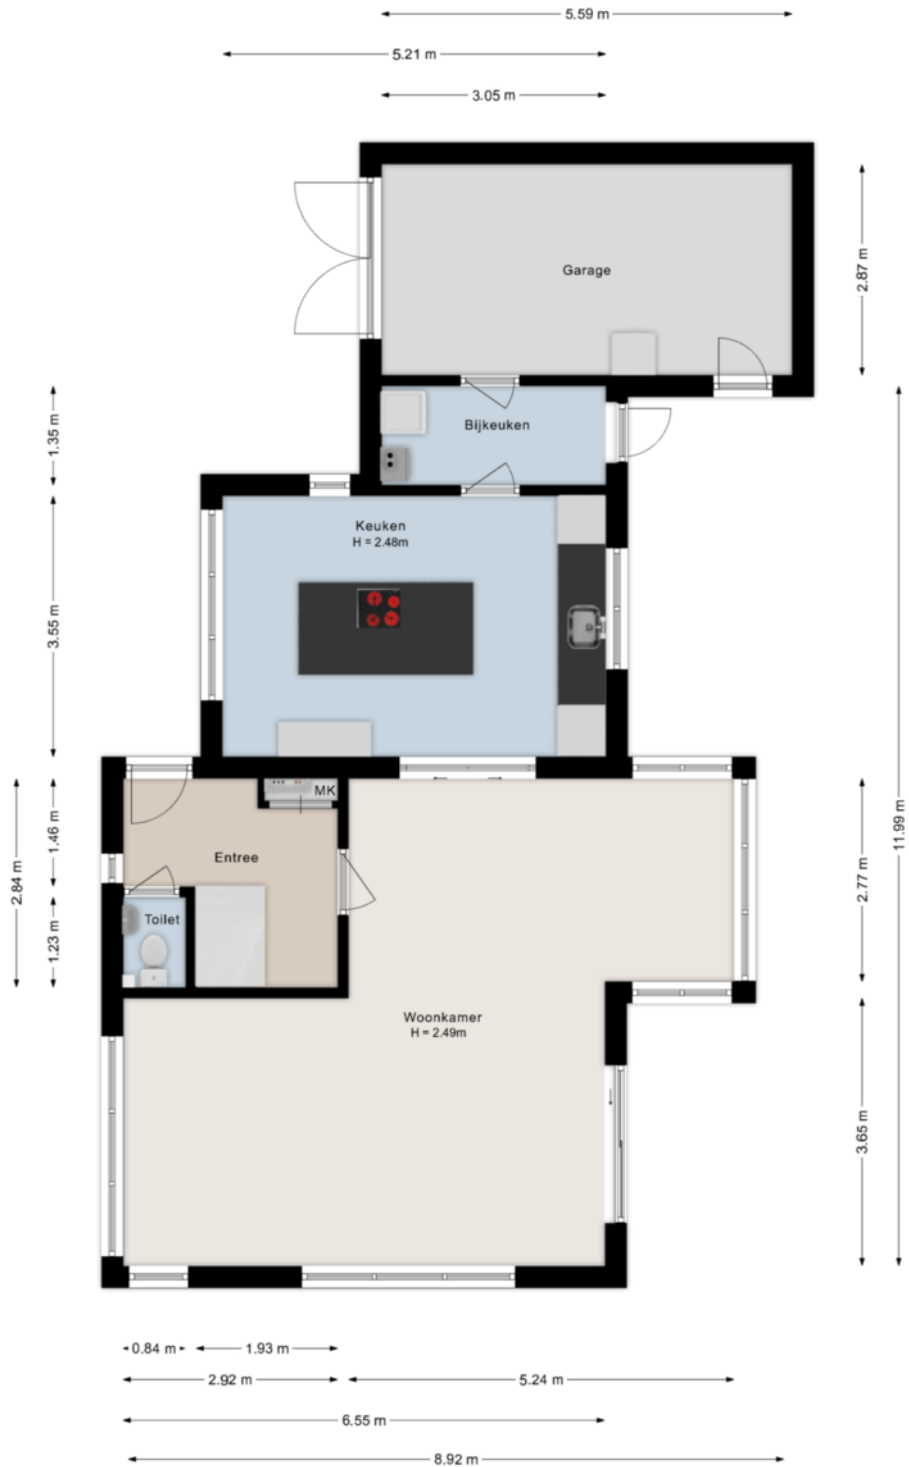 5.59 m
5.21 m
3.05 m
Garage
2.87 m
1.35 m
Bijkeuken
Keuken
H = 2.48m
3.55 m
MK
1.46 m
2.84 m
Entree
11.99 m
2.77 m
1.23 m
Toilet
Woonkamer
H = 2.49m
3.65 m
0.84 m
1.93 m
2.92 m
5.24 m
6.55 m
8.92 m